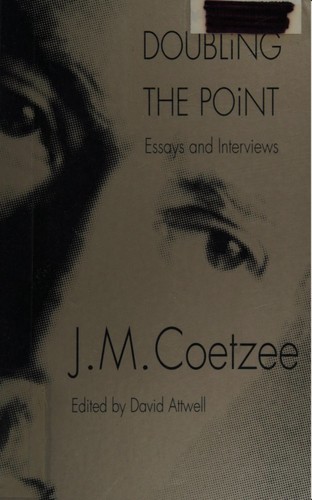 DOUBLiNG
THE POiNT
Essays and Interviews
J.M.Coetzee
Edited by David Attwell